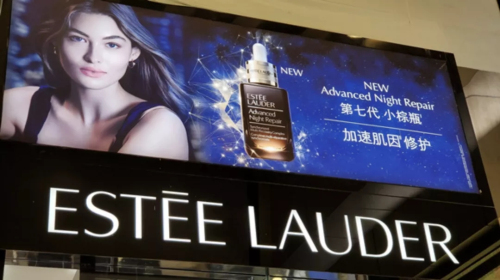 NEW
ESTĒE
LAUDER
Advanced
Night Repair
NEW
Advanced Night Repair
第七代 小棕瓶
加速肌因修护
ESTĒE LAUDER